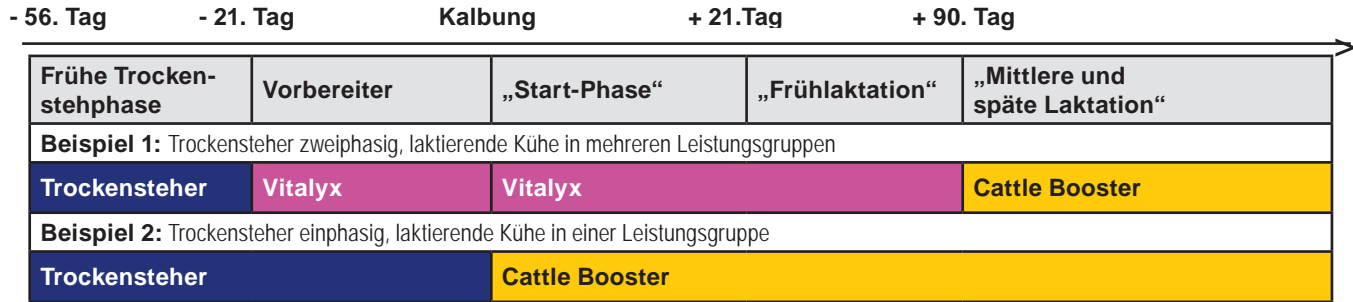 - 56. Tag - 21. Tag Kalbung + 21.Tag + 90. Tag
Frühe Trocken-
stehphase
Vorbereiter
„Start-Phase“
„Frühlaktation“
„Mittlere und
späte Laktation“
Beispiel 1: Trockensteher zweiphasig, laktierende Kühe in mehreren Leistungsgruppen
Trockensteher Vitalyx Vitalyx Cattle Booster
Beispiel 2: Trockensteher einphasig, laktierende Kühe in einer Leistungsgruppe
Trockensteher Cattle Booster